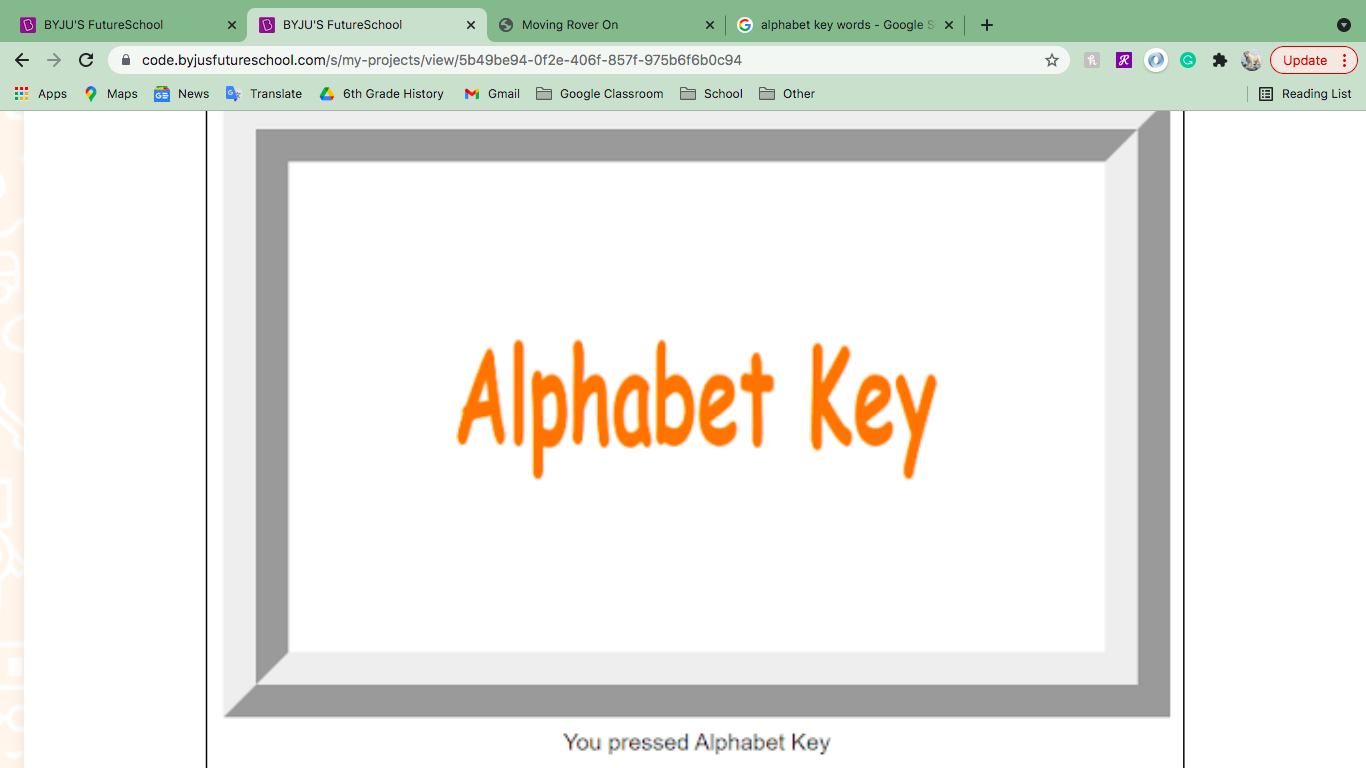 BYJU'S FutureSchool
BYJU'S FutureSchool
Moving Rover On
alphabet key words - Google S
code.byjusfutureschool.com/s/my-projects/view/5b49be94-0f2e-406f-857f-975b6f6b0c94
Update
Apps
Maps
News
Translate
6th Grade History
Gmail
Google Classroom
School
Other
Reading List
Alphabet Key
You pressed Alphabet Key